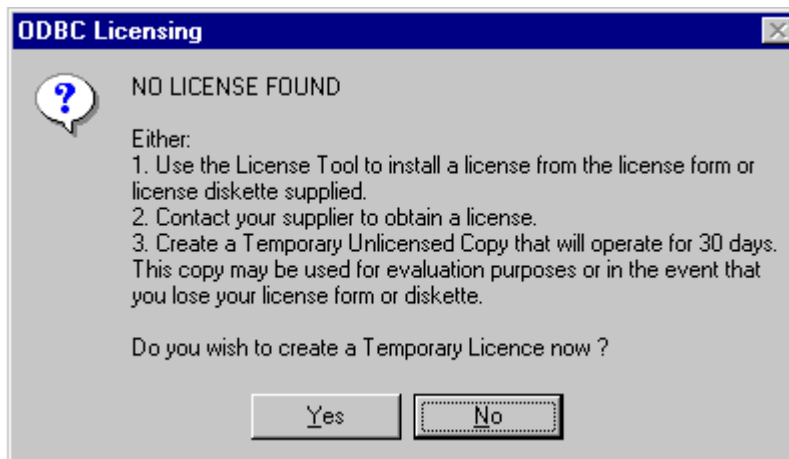 ODBC Licensing
NO LICENSE FOUND
Either:
1. Use the License Tool to install a license from the license form or
license diskette supplied.
2. Contact your supplier to obtain a license.
3. Create a Temporary Unlicensed Copy that will operate for 30 days.
This copy may be used for evaluation purposes or in the event that
you lose your license form or diskette.
Do you wish to create a Temporary Licence now ?
Yes No